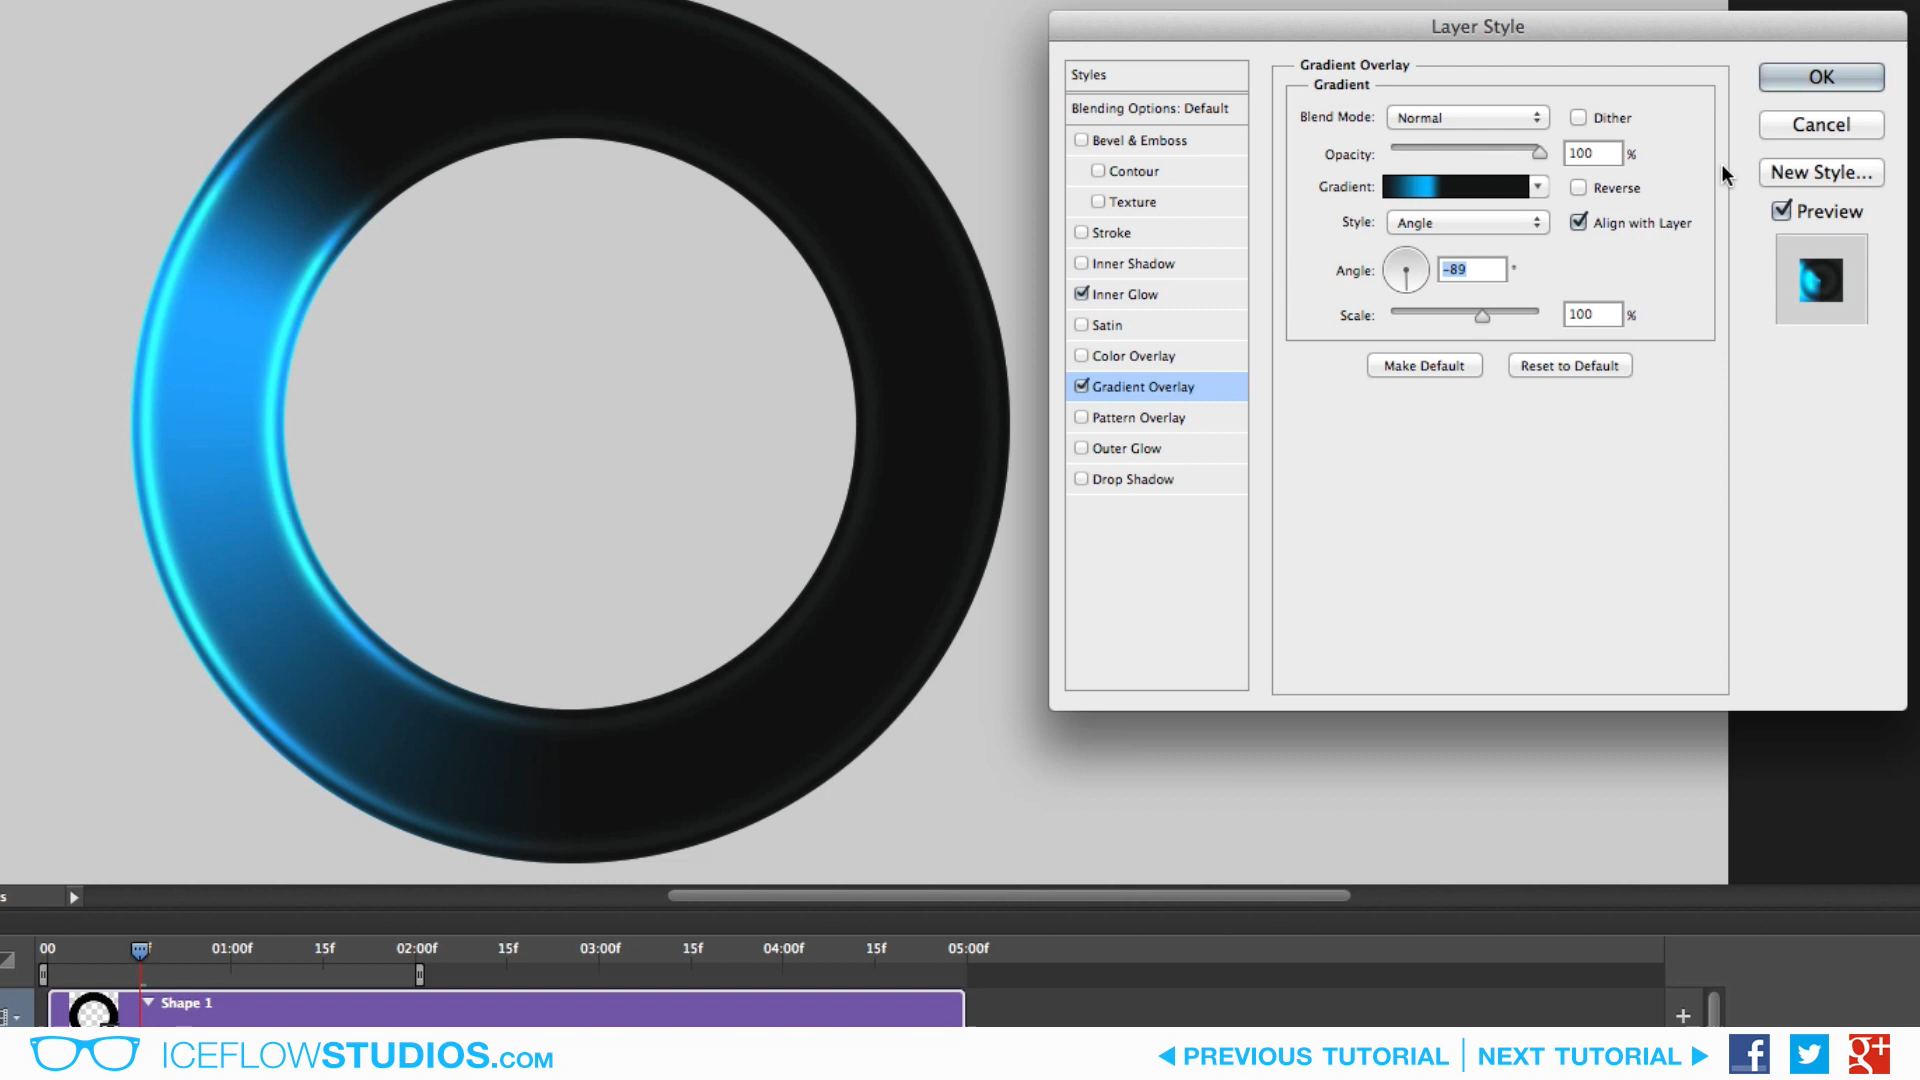 Layer Style
Styles
Blending Options: Default
Bevel & Emboss
Contour
Texture
Stroke
Inner Shadow
Inner Glow
Satin
Color Overlay
Gradient Overlay
Pattern Overlay
Outer Glow
Drop Shadow
Gradient Overlay
Gradient
Blend Mode: Normal Dither
Opacity: 100 %
Gradient: Reverse
Style: Angle Align with Layer
Angle: -89 °
Scale: 100 %
Make Default Reset to Default
OK
Cancel
New Style...
Preview
s
00 f 01:00f 15f 02:00f 15f 03:00f 15f 04:00f 15f 05:00f
Shape 1
ICEFLOWSTUDIOS.COM
PREVIOUS TUTORIAL | NEXT TUTORIAL
f g+